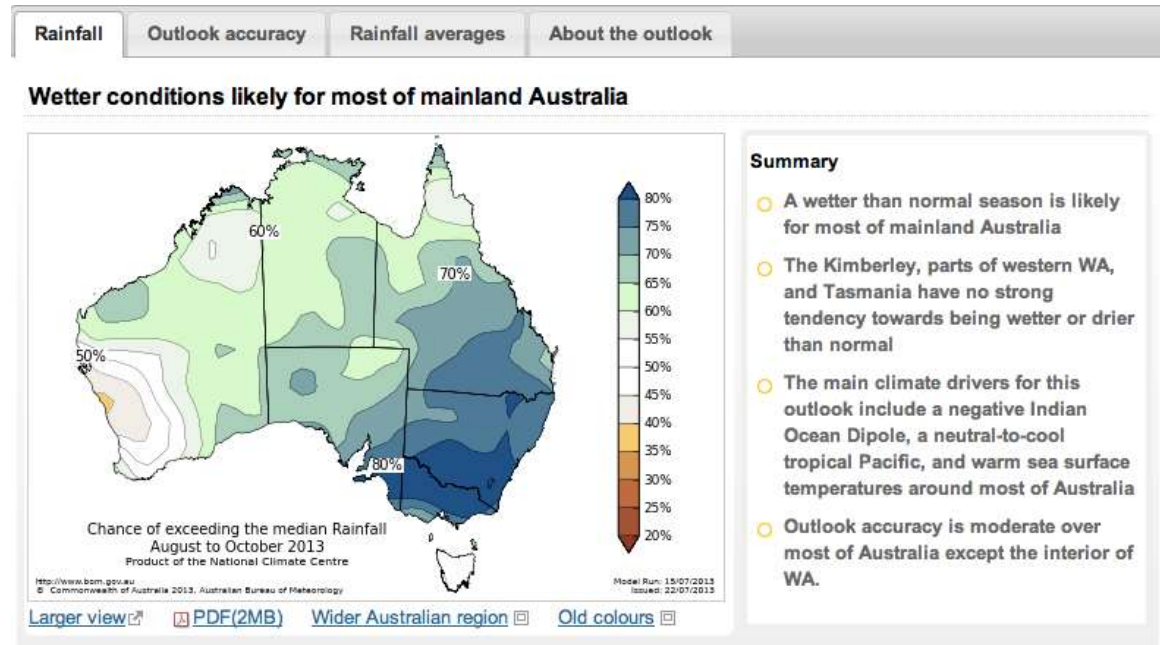 Rainfall
Outlook accuracy
Rainfall averages
About the outlook
Wetter conditions likely for most of mainland Australia
60%
70%
50%
80%
80%
75%
70%
65%
60%
55%
50%
45%
40%
35%
30%
25%
20%
Chance of exceeding the median Rainfall
August to October 2013
Product of the National Climate Centre
http://www.bom.gov.au
© Commonwealth of Australia 2013, Australian Bureau of Meteorology
Model Run: 15/07/2013
Issued: 22/07/2013
Larger view
PDF(2MB)
Wider Australian region
Old colours
Summary
A wetter than normal season is likely
for most of mainland Australia
The Kimberley, parts of western WA,
and Tasmania have no strong
tendency towards being wetter or drier
than normal
The main climate drivers for this
outlook include a negative Indian
Ocean Dipole, a neutral-to-cool
tropical Pacific, and warm sea surface
temperatures around most of Australia
Outlook accuracy is moderate over
most of Australia except the interior of
WA.